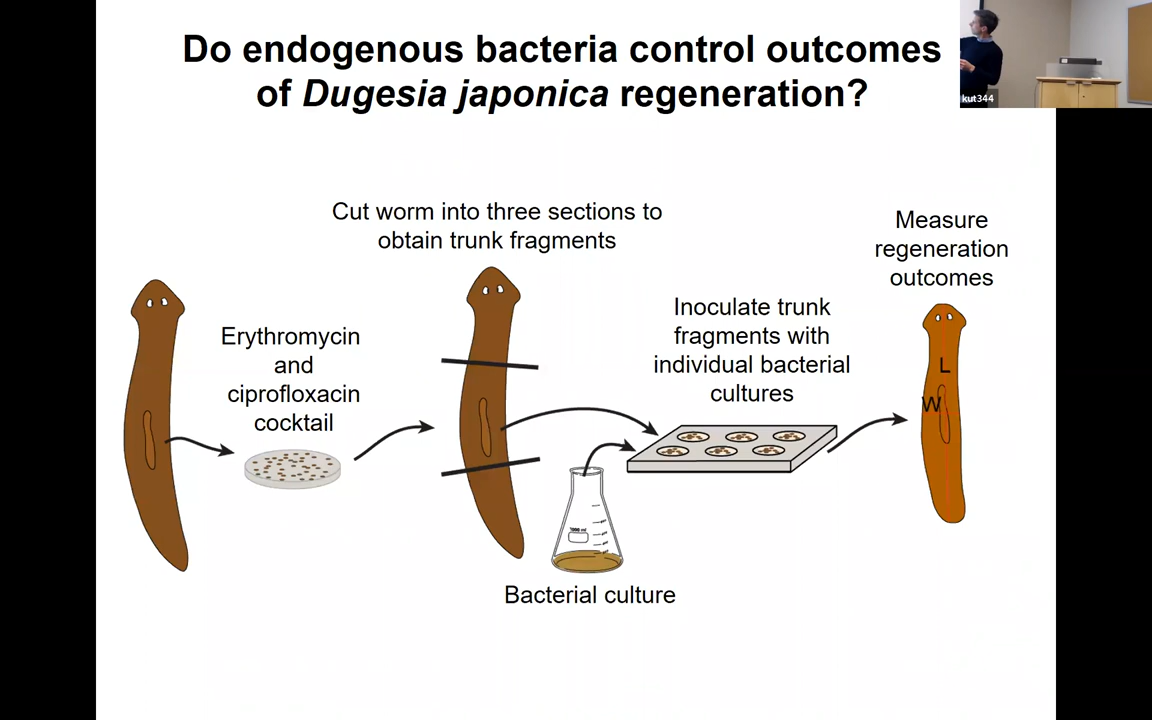 Do endogenous bacteria control outcomes
of Dugesia japonica regeneration?
kut344
Cut worm into three sections to
obtain trunk fragments
Measure
regeneration
outcomes
Erythromycin
and
ciprofloxacin
cocktail
Inoculate trunk
fragments with
individual bacterial
cultures
L
W
Bacterial culture